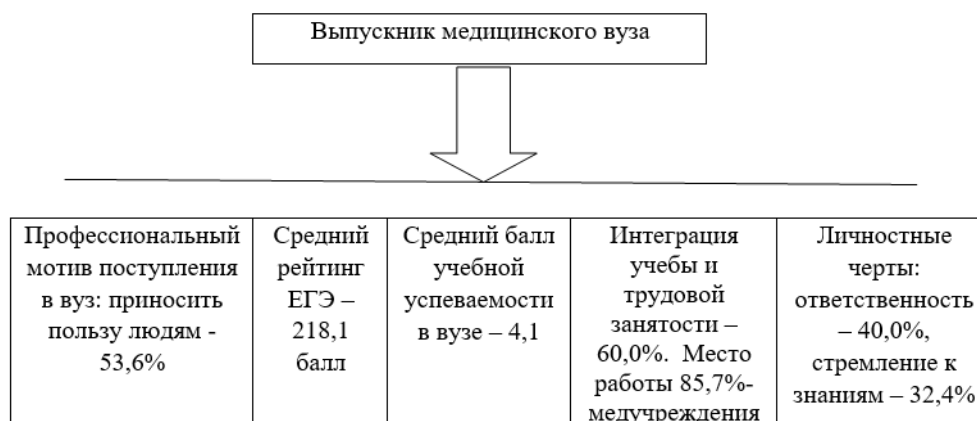 Выпускник медицинского вуза
Профессиональный
мотив поступления
в вуз: приносить
пользу людям -
53,6%
Средний
рейтинг
ЕГЭ –
218,1
балл
Средний балл
учебной
успеваемости
в вузе – 4,1
Интеграция
учебы и
трудовой
занятости –
60,0%. Место
работы 85,7%-
медучреждения
Личностные
черты:
ответственность
– 40,0%,
стремление к
знаниям – 32,4%